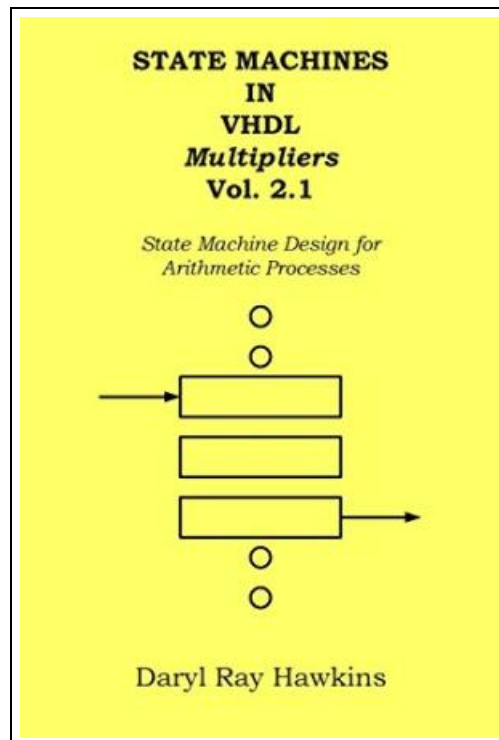 STATE MACHINES
IN
VHDL
Multipliers
Vol. 2.1
State Machine Design for
Arithmetic Processes
Daryl Ray Hawkins